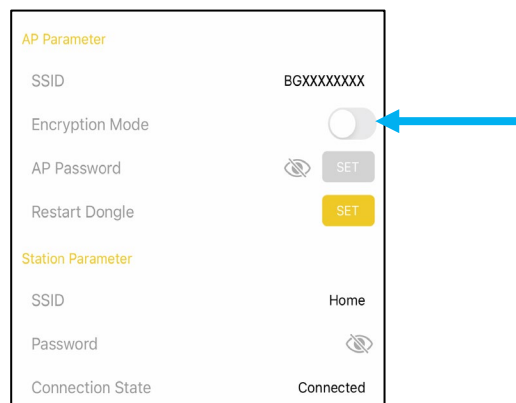 AP Parameter
SSID BGXXXXXXXX
Encryption Mode
AP Password SET
Restart Dongle SET
Station Parameter
SSID Home
Password
Connection State Connected